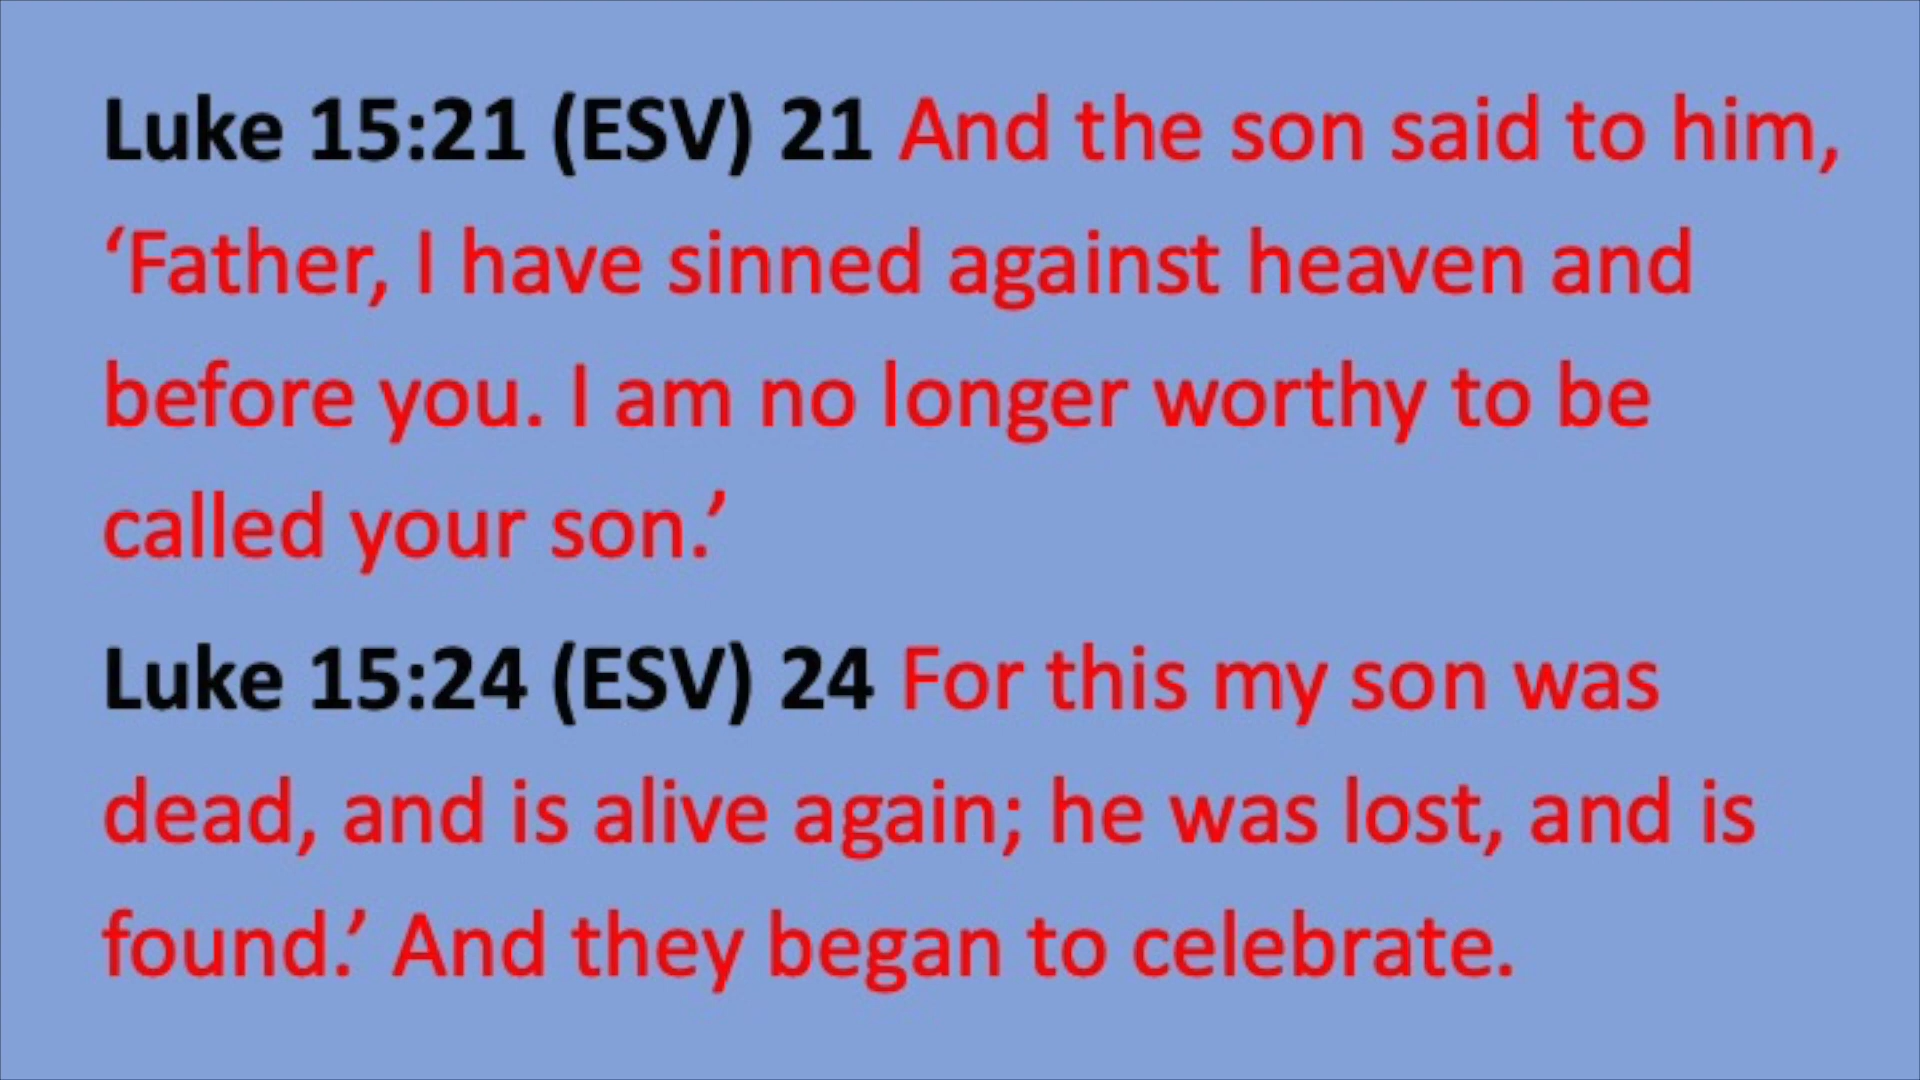 Luke 15:21 (ESV) 21 And the son said to him,
‘Father, I have sinned against heaven and
before you. I am no longer worthy to be
called your son.’
Luke 15:24 (ESV) 24 For this my son was
dead, and is alive again; he was lost, and is
found.’ And they began to celebrate.